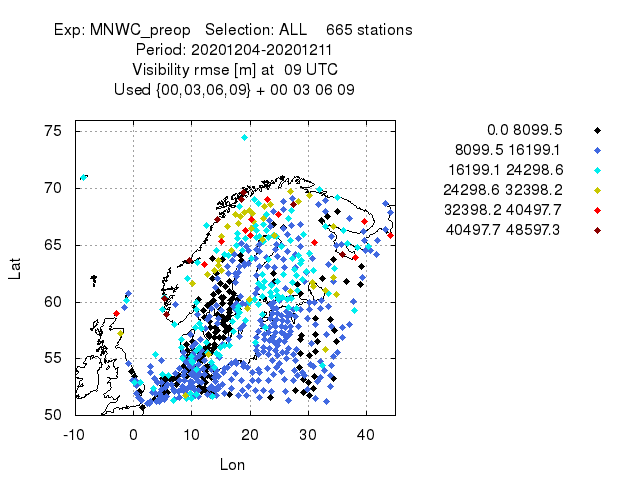 Exp: MNWC_preop   Selection: ALL    665 stations
Period: 20201204-20201211
Visibility rmse [m] at  09 UTC
Used {00,03,06,09} + 00 03 06 09
0.0 8099.5
8099.5 16199.1
16199.1 24298.6
24298.6 32398.2
32398.2 40497.7
40497.7 48597.3
75
70
65
60
55
50
Lat
-10 0 10 20 30 40
Lon